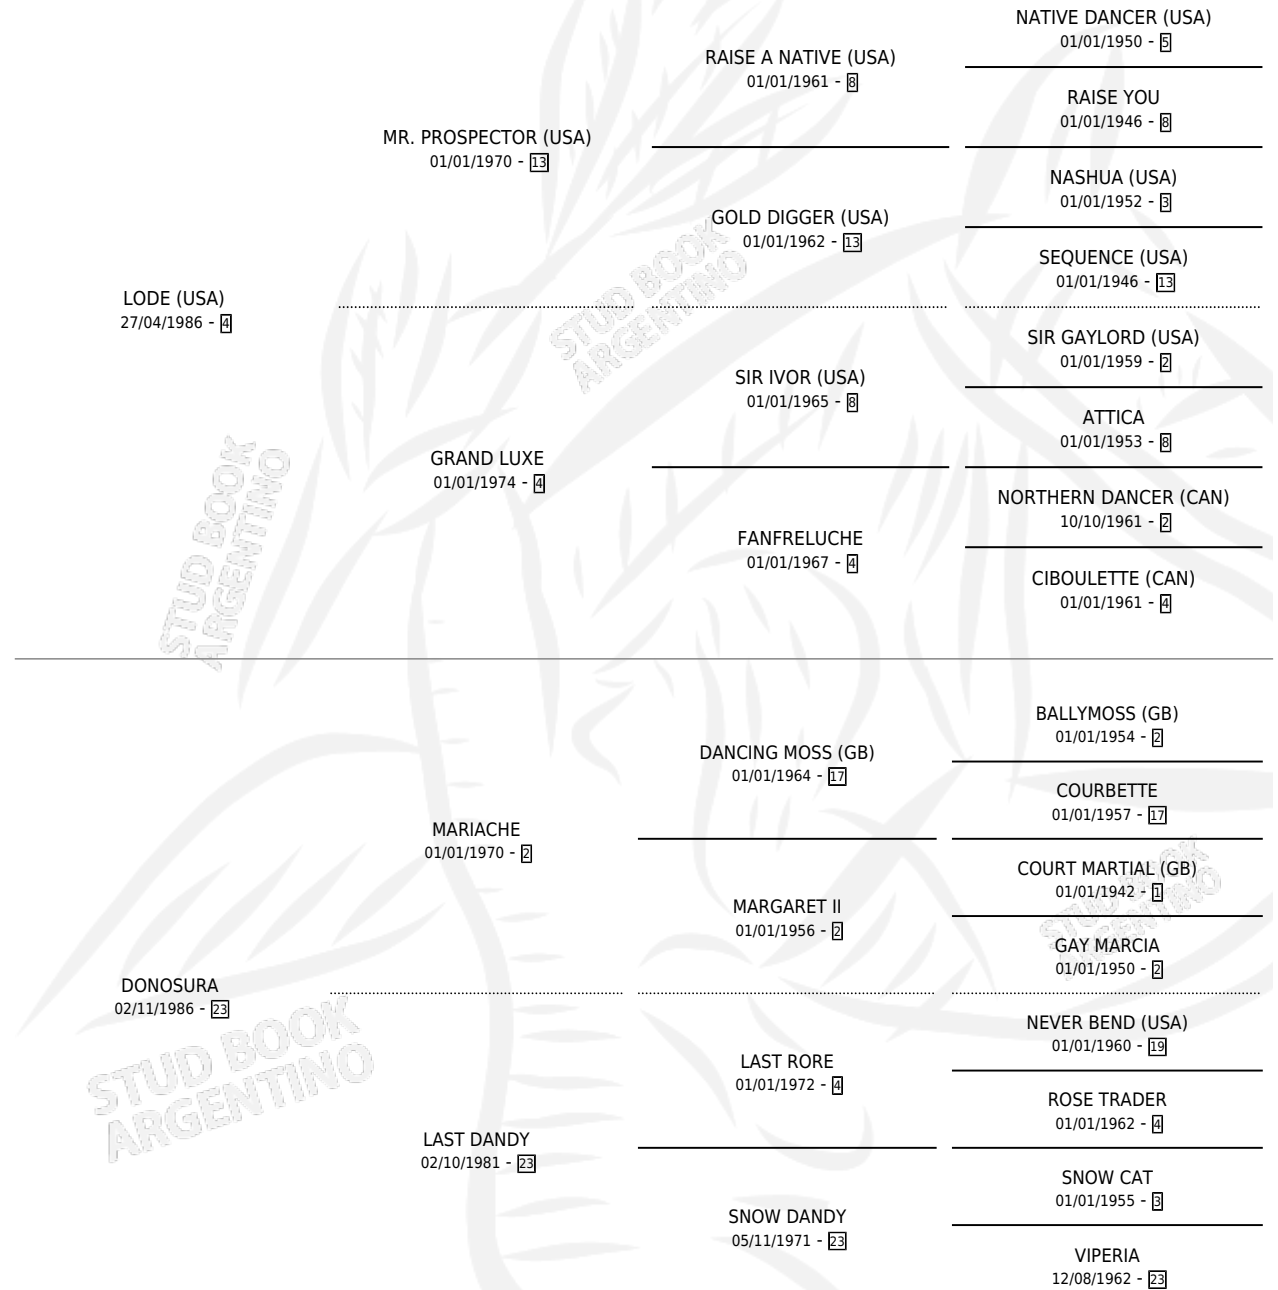 NATIVE DANCER (USA)
01/01/1950 - 5
RAISE A NATIVE (USA)
01/01/1961 - 8
RAISE YOU
01/01/1946 - 8
MR. PROSPECTOR (USA)
01/01/1970 - 13
NASHUA (USA)
01/01/1952 - 3
GOLD DIGGER (USA)
01/01/1962 - 13
SEQUENCE (USA)
01/01/1946 - 13
LODE (USA)
27/04/1986 - 4
STUD BOOK
ARGENTINO
SIR GAYLORD (USA)
01/01/1959 - 2
SIR IVOR (USA)
01/01/1965 - 8
ATTICA
01/01/1953 - 8
GRAND LUXE
01/01/1974 - 4
NORTHERN DANCER (CAN)
10/10/1961 - 2
FANFRELUCHE
01/01/1967 - 4
CIBOULETTE (CAN)
01/01/1961 - 4
STUD BOOK
ARGENTINO
BALLYMOSS (GB)
01/01/1954 - 2
DANCING MOSS (GB)
01/01/1964 - 17
COURBETTE
01/01/1957 - 17
MARIACHE
01/01/1970 - 2
COURT MARTIAL (GB)
01/01/1942 - 1
STUD BOOK
ARGENTINO
MARGARET II
01/01/1956 - 2
GAY MARCIA
01/01/1950 - 2
DONOSURA
02/11/1986 - 23
NEVER BEND (USA)
01/01/1960 - 19
STUD BOOK
ARGENTINO
LAST RORE
01/01/1972 - 4
ROSE TRADER
01/01/1962 - 4
LAST DANDY
02/10/1981 - 23
SNOW CAT
01/01/1955 - 3
SNOW DANDY
05/11/1971 - 23
VIPERIA
12/08/1962 - 23